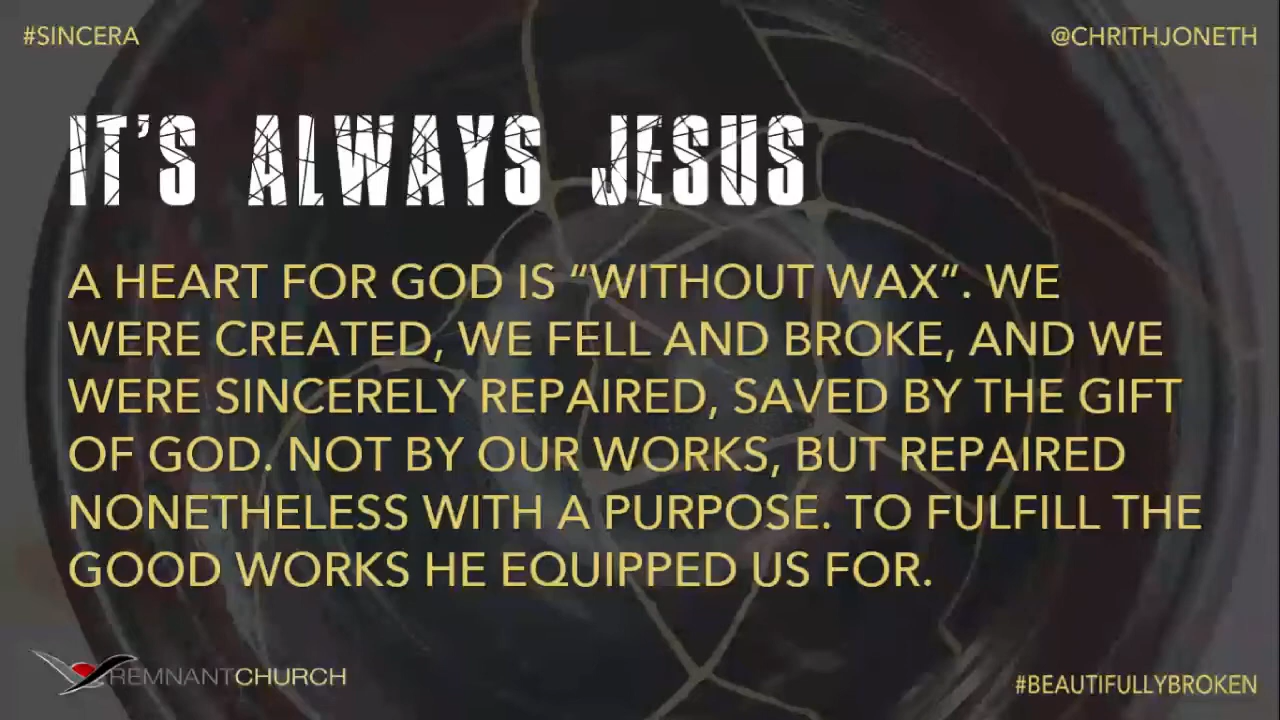 #SINCERA
@CHRITHJONETH
IT'S ALWAYS JESUS
A HEART FOR GOD IS “WITHOUT WAX”. WE
WERE CREATED, WE FELL AND BROKE, AND WE
WERE SINCERELY REPAIRED, SAVED BY THE GIFT
OF GOD. NOT BY OUR WORKS, BUT REPAIRED
NONETHELESS WITH A PURPOSE. TO FULFILL THE
GOOD WORKS HE EQUIPPED US FOR.
REMNANTCHURCH
#BEAUTIFULLYBROKEN